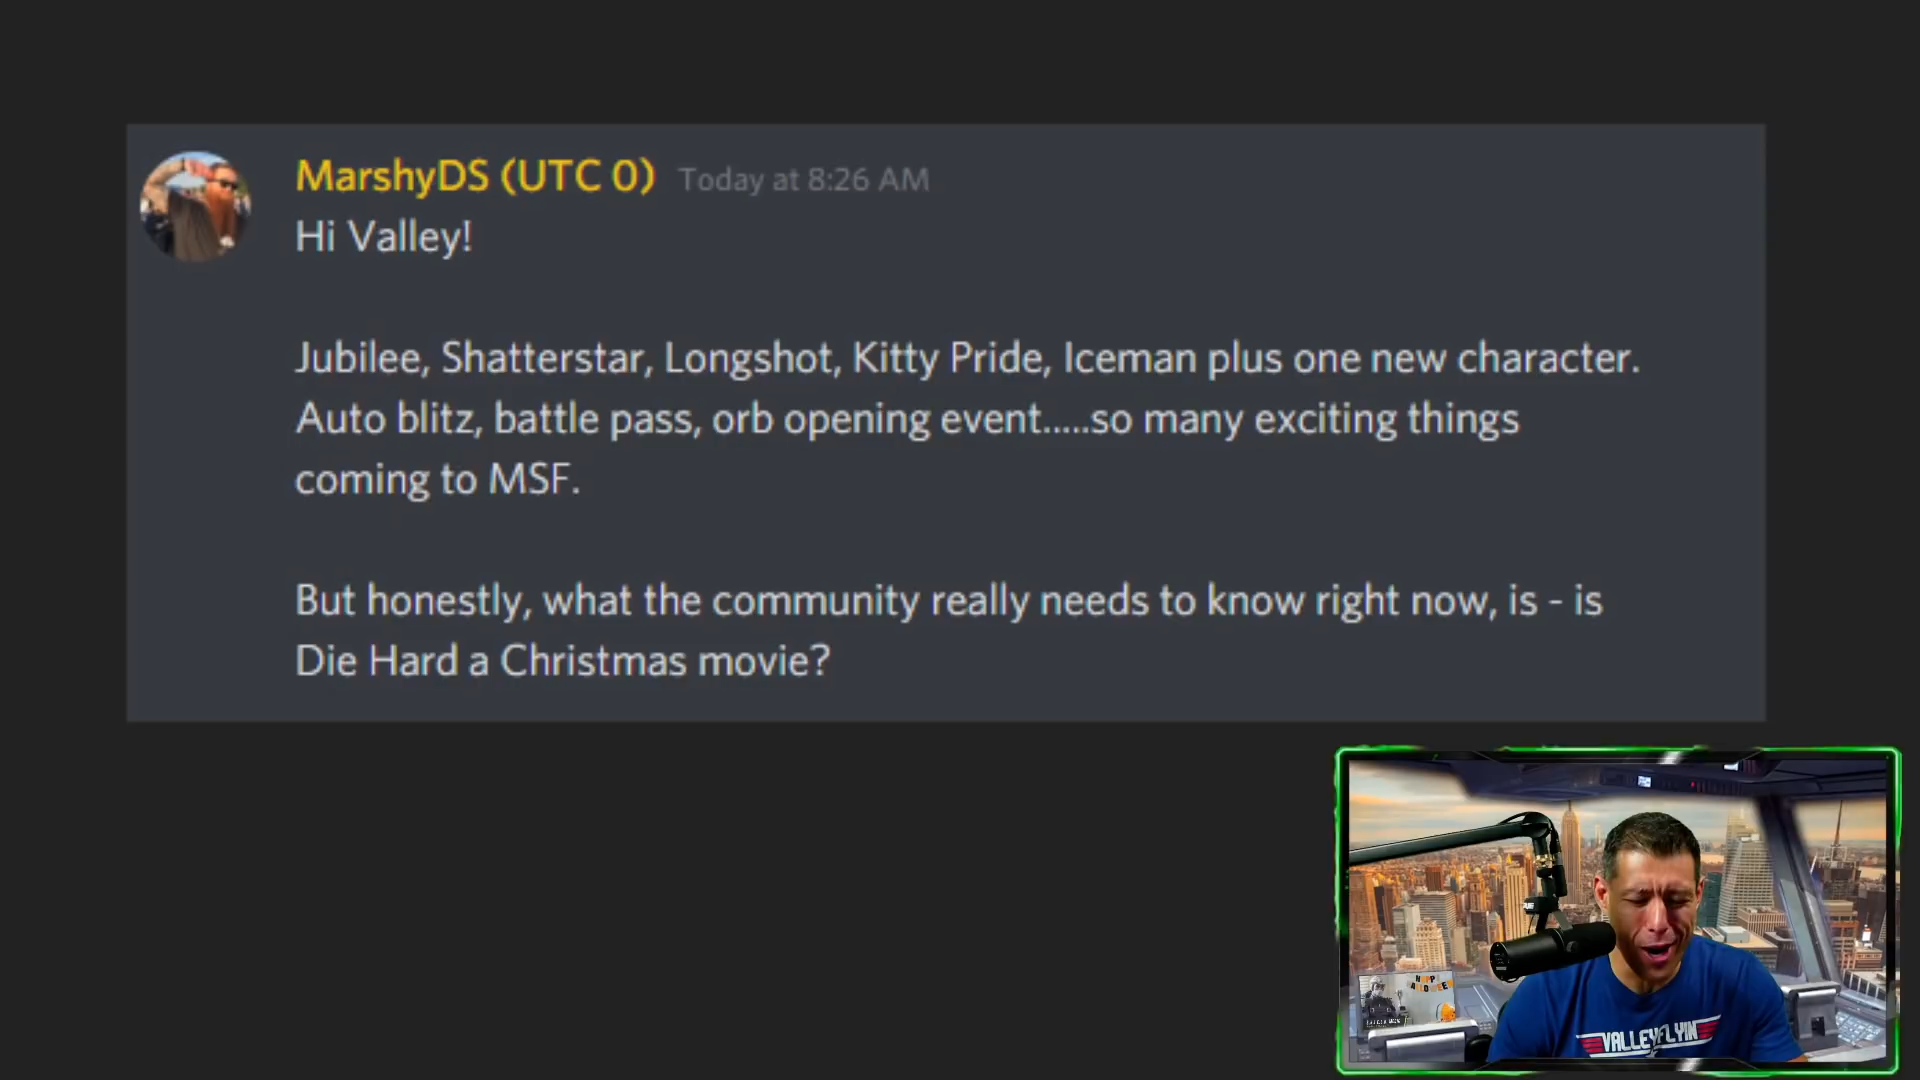 MarshyDS (UTC 0) Today at 8:26 AM
Hi Valley!
Jubilee, Shatterstar, Longshot, Kitty Pride, Iceman plus one new character.
Auto blitz, battle pass, orb opening event.....so many exciting things
coming to MSF.
But honestly, what the community really needs to know right now, is - is
Die Hard a Christmas movie?
VALLEYFLYIN